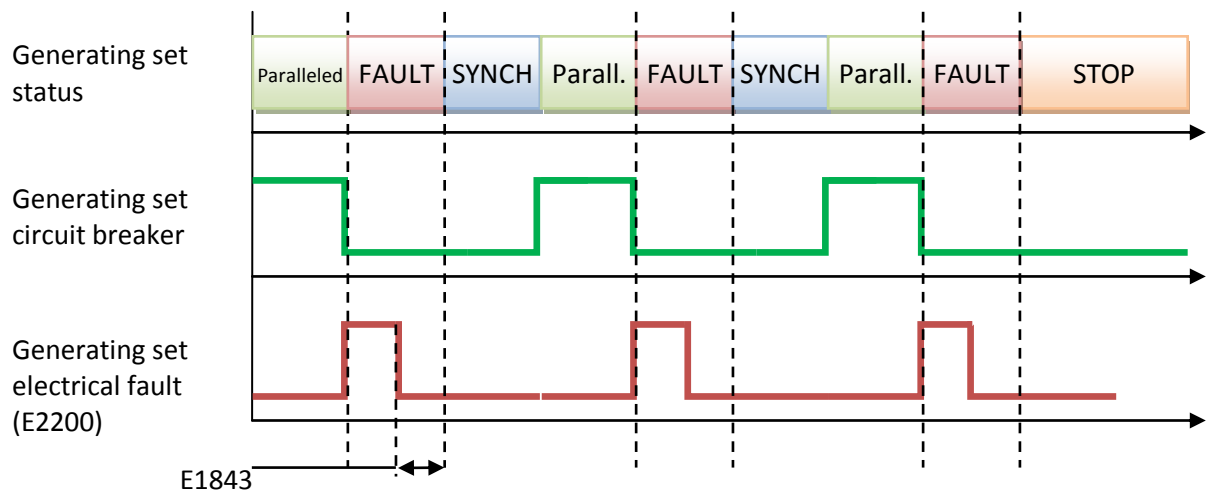 Generating set
status
Paralleled FAULT SYNCH Parall. FAULT SYNCH Parall. FAULT STOP
Generating set
circuit breaker
Generating set
electrical fault
(E2200)
E1843